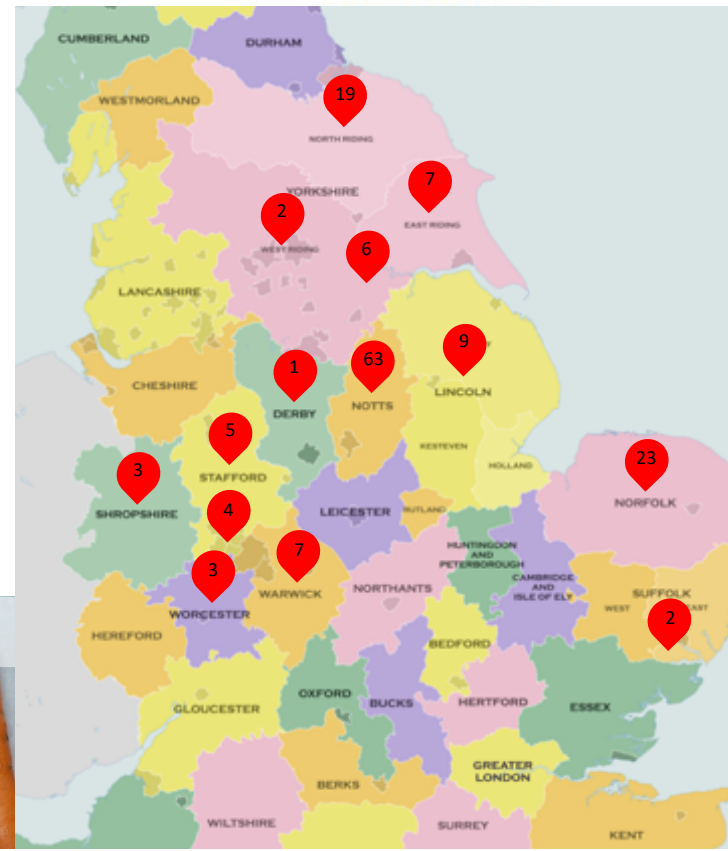 CUMBERLAND
DURHAM
WESTMORLAND
19
NORTH RIDING
7
YORKSHIRE
2
EAST RIDING
WEST RIDING
6
LANCASHIRE
9
63
1
CHESHIRE
LINCOLN
NOTTS
DERBY
5
KESTEVEN
3
23
HOLLAND
STAFFORD
NORFOLK
SHROPSHIRE
4
LEICESTER
RUTLAND
HUNTINGDON
AND
PETERBOROUGH
7
3
CAMBRIDGE
AND
ISLE OF ELY
WARWICK
NORTHANTS
SUFFOLK
WEST
EAST
WORCESTER
2
HEREFORD
BEDFORD
OXFORD
BUCKS
HERTFORD
ESSEX
GLOUCESTER
GREATER
LONDON
BERKS
WILTSHIRE
SURREY
KENT